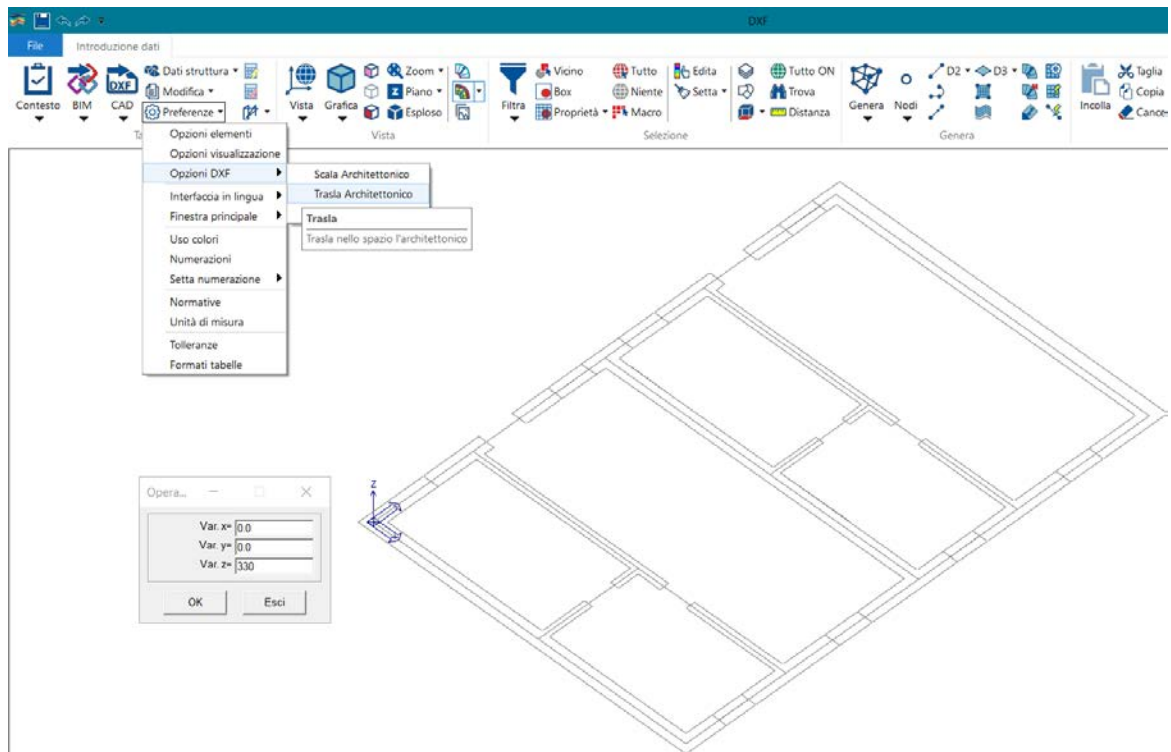 DXF
File Introduzione dati
Dati struttura Zoom Vicino Tutto Edita Tutto ON D2 D3 Taglia
Modifica Piano Box Niente Setta Trova Copia
Contesto BIM CAD Preferenze Vista Grafica Esploso Filtra Proprietà Macro Distanza Genera Nodi Incolla Cance
Vista Selezione Genera
Opzioni elementi
Opzioni visualizzazione
Opzioni DXF Scala Architettonico
Trasla Architettonico
Interfaccia in lingua
Finestra principale Trasla
Trasla nello spazio l'architettonico
Uso colori
Numerazioni
Setta numerazione
Normative
Unità di misura
Tolleranze
Formati tabelle
Z
Opera...
Var. x= 0.0
Var. y= 0.0
Var. z= 330
OK Esci